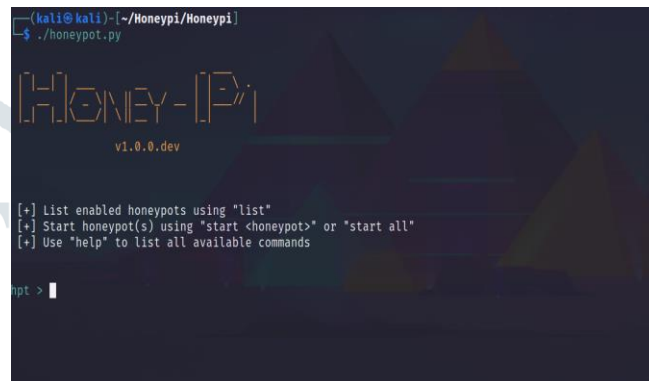 (kali㉿kali)-[~/Honeypi/Honeypi]
$ ./honeypot.py
Honey-Pi
v1.0.0.dev
[+] List enabled honeypots using "list"
[+] Start honeypot(s) using "start <honeypot>" or "start all"
[+] Use "help" to list all available commands
hpt >